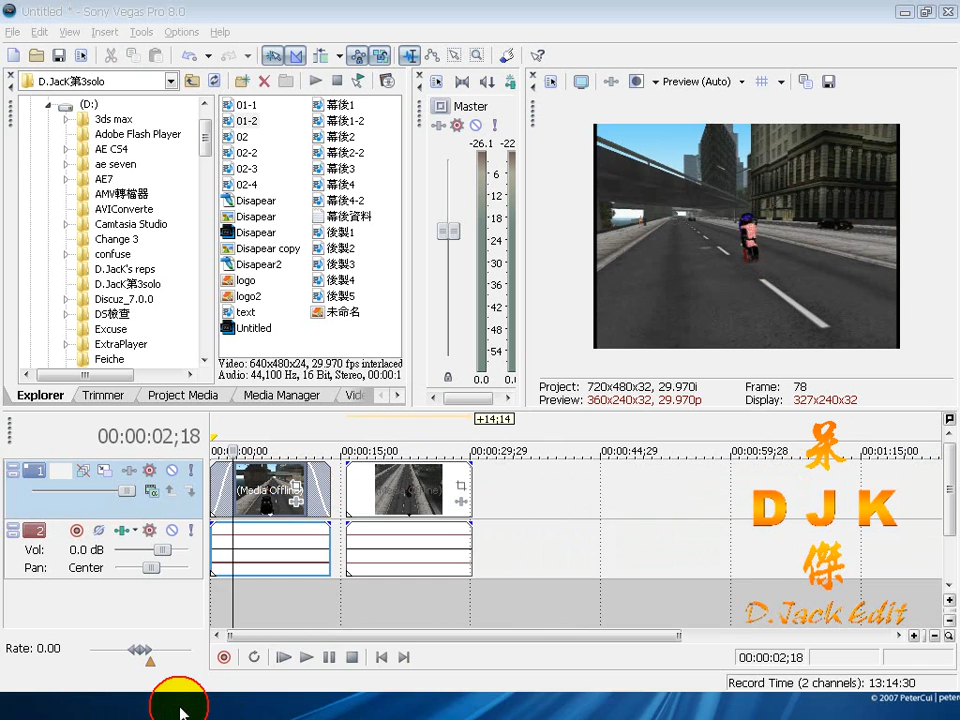 Untitled * - Sony Vegas Pro 8.0
File Edit View Insert Tools Options Help
D.JacK第3solo
(D:)
3ds max
Adobe Flash Player
AE CS4
ae seven
AE7
AMV轉檔器
AVIConverte
Camtasia Studio
Change 3
confuse
D.JacK's reps
D.JacK第3solo
Discuz_7.0.0
DS檢查
Excuse
ExtraPlayer
Feiche
01-1
01-2
02
02-2
02-3
02-4
Disapear
Disapear
Disapear
Disapear copy
Disapear2
logo
logo2
text
Untitled
幕後1
幕後1-2
幕後2
幕後2-2
幕後3
幕後4
幕後4-2
幕後資料
後製1
後製2
後製3
後製4
後製5
未命名
Video: 640x480x24, 29.970 fps interlaced
Audio: 44,100 Hz, 16 Bit, Stereo, 00:00:1
Explorer Trimmer Project Media Media Manager Vid
Master
-26.1 -22
6
12
18
24
30
36
42
48
54
0.0 0.
Preview (Auto)
Project: 720x480x32, 29.970i Frame: 78
Preview: 360x240x32, 29.970p Display: 327x240x32
+14;14
00:00:02;18
00:00:15;00 00:00:29;29 00:00:44;29 00:00:59;28 00:01:15;00
1
(Media Offline)
2
Vol: 0.0 dB
Pan: Center
呆
DJK
傑
D.Jack Edit
Rate: 0.00
00:00:02;18
Record Time (2 channels): 13:14:30
© 2007 PeterCui | peter